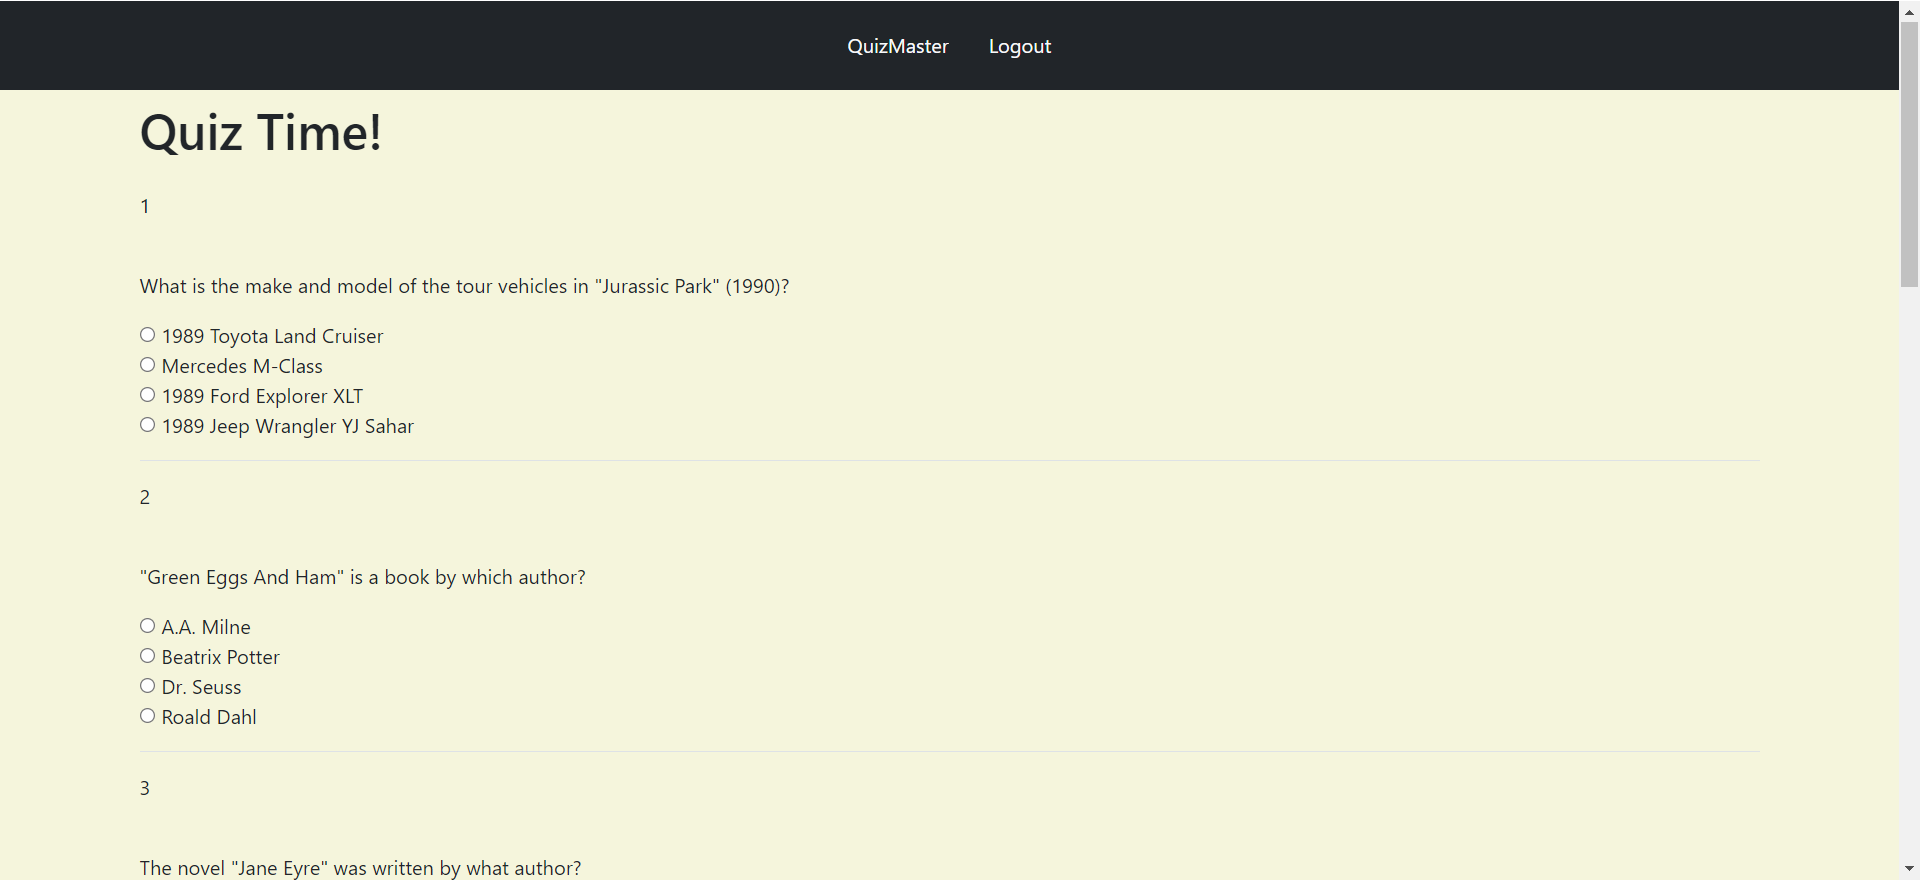 QuizMaster Logout
Quiz Time!
1
What is the make and model of the tour vehicles in "Jurassic Park" (1990)?
1989 Toyota Land Cruiser
Mercedes M-Class
1989 Ford Explorer XLT
1989 Jeep Wrangler YJ Sahar
2
"Green Eggs And Ham" is a book by which author?
A.A. Milne
Beatrix Potter
Dr. Seuss
Roald Dahl
3
The novel "Jane Eyre" was written by what author?